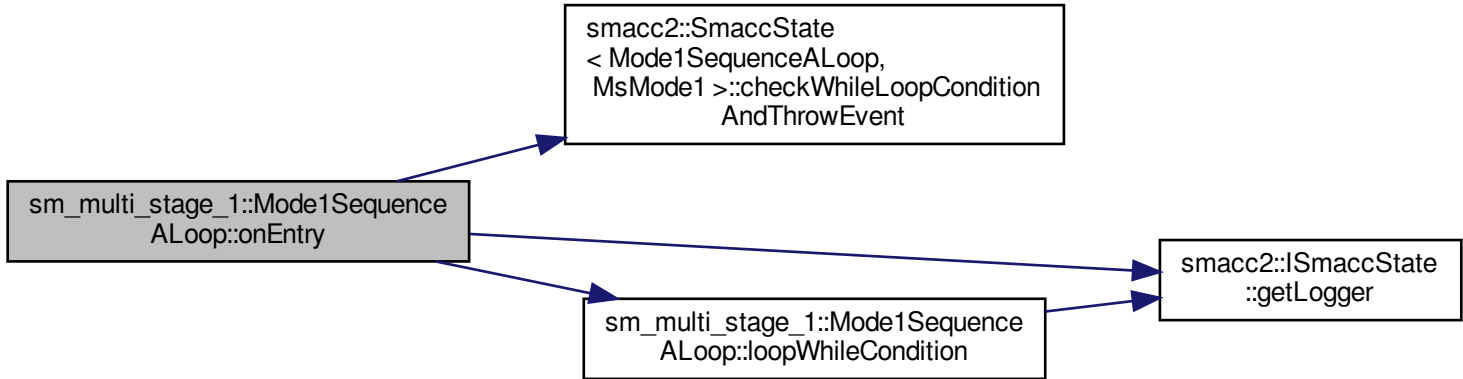 smacc2::SmaccState
< Mode1SequenceALoop,
MsMode1 >::checkWhileLoopCondition
AndThrowEvent
sm_multi_stage_1::Mode1Sequence
ALoop::onEntry
smacc2::ISmaccState
::getLogger
sm_multi_stage_1::Mode1Sequence
ALoop::loopWhileCondition